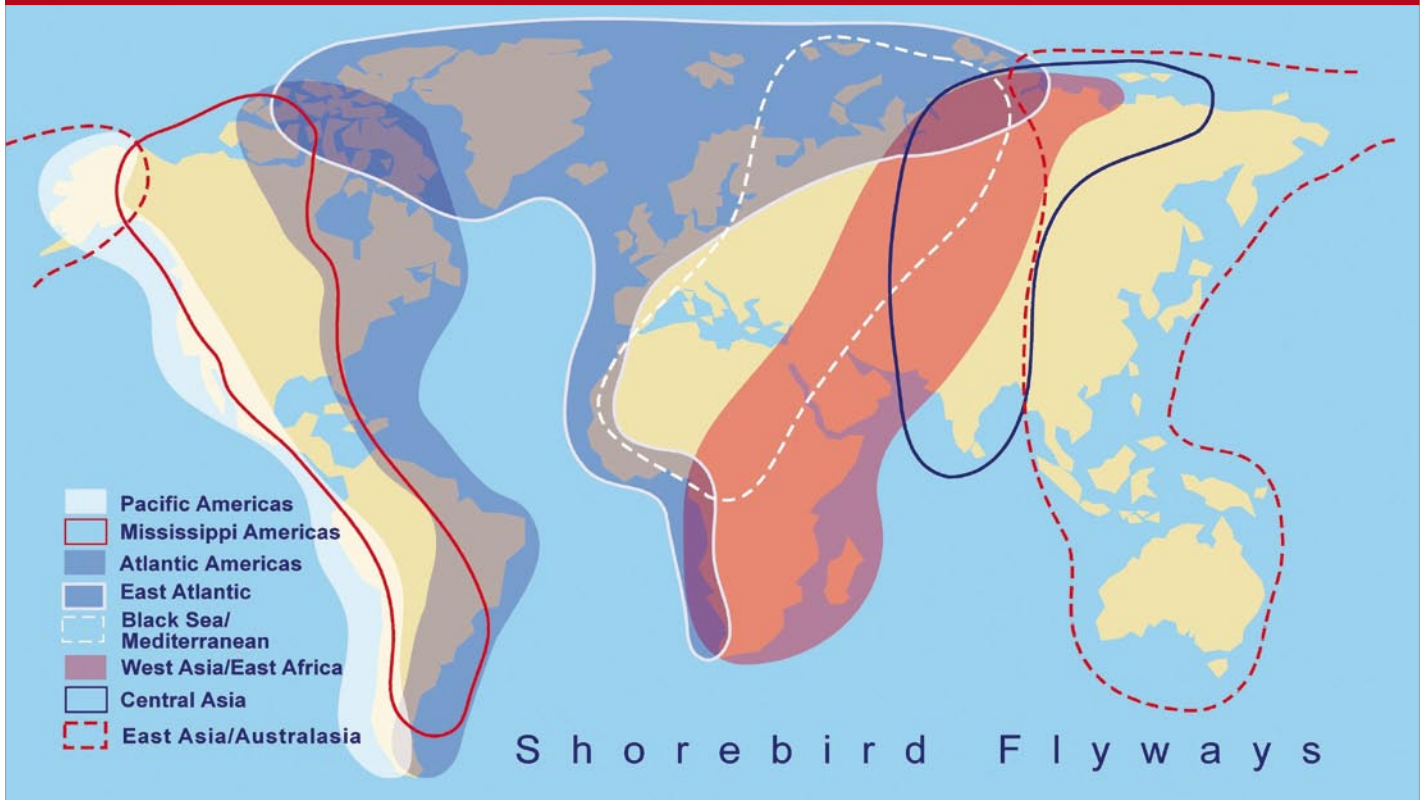 Pacific Americas
Mississippi Americas
Atlantic Americas
East Atlantic
Black Sea/
Mediterranean
West Asia/East Africa
Central Asia
East Asia/Australasia
Shorebird Flyways